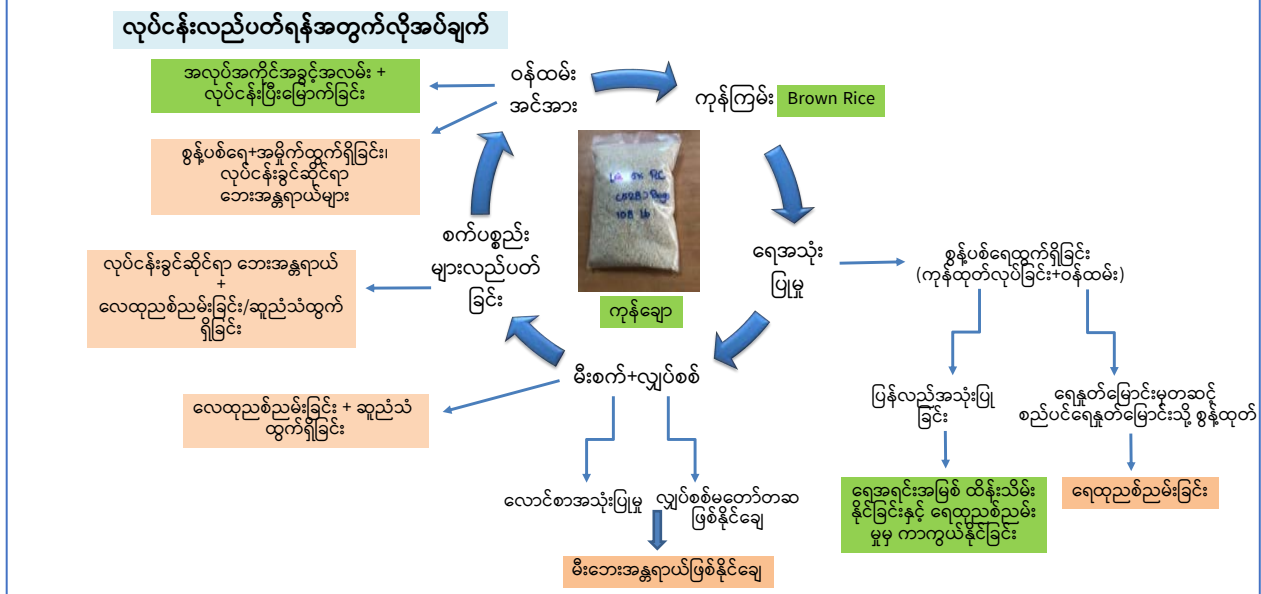 လုပ်ငန်းလည်ပတ်ရန်အတွက်လိုအပ်ချက်
အလုပ်အကိုင်အခွင့်အလမ်း +
လုပ်ငန်းပြီးမြောက်ခြင်း
ဝန်ထမ်း
အင်အား
ကုန်ကြမ်း
Brown Rice
စွန့်ပစ်ရေ+အမှိုက်ထွက်ရှိခြင်း၊
လုပ်ငန်းခွင်ဆိုင်ရာ
ဘေးအန္တရာယ်များ
108 Lb
စက်ပစ္စည်း
များလည်ပတ်
ခြင်း
ရေအသုံး
ပြုမှု
စွန့်ပစ်ရေထွက်ရှိခြင်း
(ကုန်ထုတ်လုပ်ခြင်း+ဝန်ထမ်း)
လုပ်ငန်းခွင်ဆိုင်ရာ ဘေးအန္တရာယ်
+
လေထုညစ်ညမ်းခြင်း/ဆူညံသံထွက်
ရှိခြင်း
ကုန်ချော
မီးစက်+လျှပ်စစ်
လေထုညစ်ညမ်းခြင်း + ဆူညံသံ
ထွက်ရှိခြင်း
ပြန်လည်အသုံးပြု
ခြင်း
ရေနှုတ်မြောင်းမှတဆင့်
စည်ပင်ရေနှုတ်မြောင်းသို့ စွန့်ထုတ်
လောင်စာအသုံးပြုမှု
လျှပ်စစ်မတော်တဆ
ဖြစ်နိုင်ချေ
ရေအရင်းအမြစ် ထိန်းသိမ်း
နိုင်ခြင်းနှင့် ရေထုညစ်ညမ်း
မှုမှ ကာကွယ်နိုင်ခြင်း
ရေထုညစ်ညမ်းခြင်း
မီးဘေးအန္တရာယ်ဖြစ်နိုင်ချေ